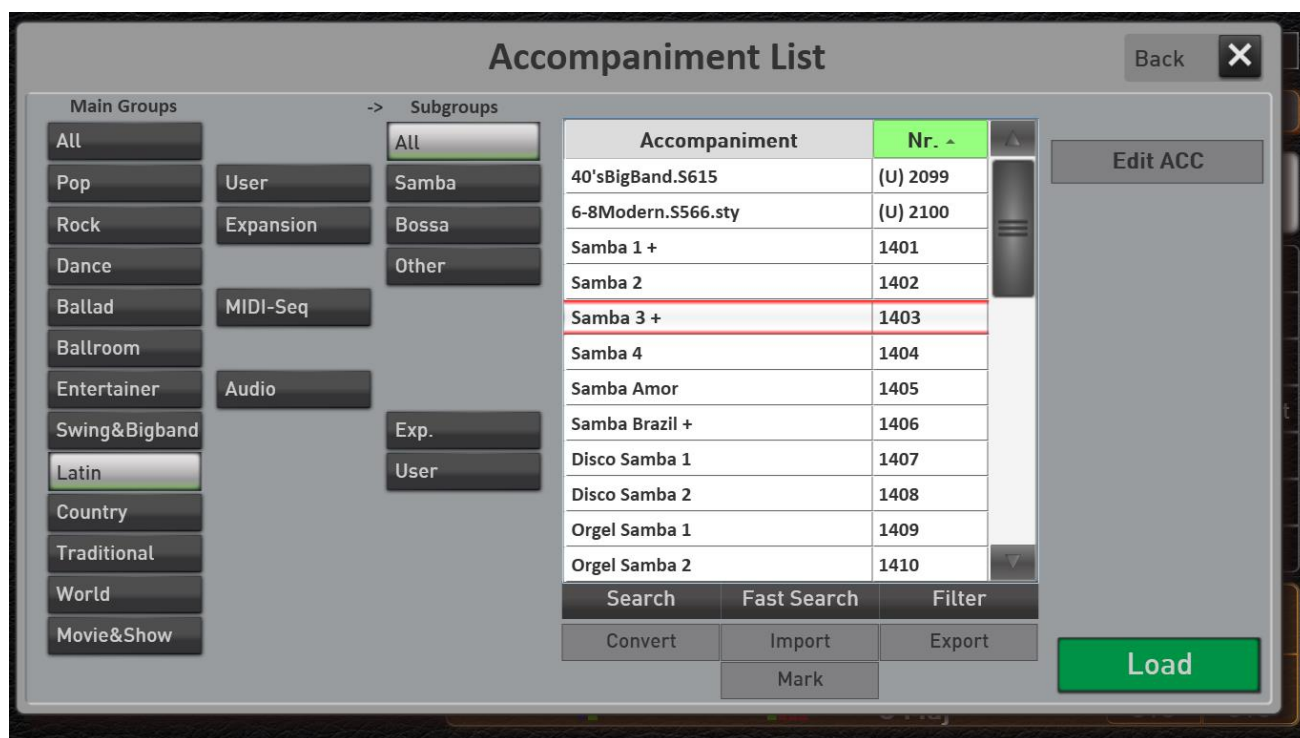 Accompaniment List
Back
Main Groups -> Subgroups
All
Pop
Rock
Dance
Ballad
Ballroom
Entertainer
Swing&Bigband
Latin
Country
Traditional
World
Movie&Show
User
Expansion
MIDI-Seq
Audio
All
Samba
Bossa
Other
Exp.
User
Accompaniment Nr.
40'sBigBand.S615 (U) 2099
6-8Modern.S566.sty (U) 2100
Samba 1 + 1401
Samba 2 1402
Samba 3 + 1403
Samba 4 1404
Samba Amor 1405
Samba Brazil + 1406
Disco Samba 1 1407
Disco Samba 2 1408
Orgel Samba 1 1409
Orgel Samba 2 1410
Search Fast Search Filter
Convert Import Export
Mark
Edit ACC
Load